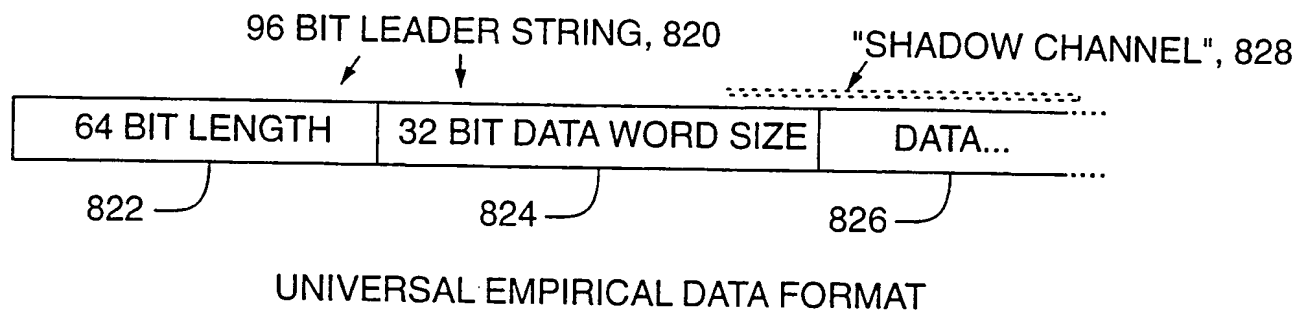 96 BIT LEADER STRING, 820
"SHADOW CHANNEL", 828
64 BIT LENGTH
32 BIT DATA WORD SIZE
DATA...
822
824
826
UNIVERSAL EMPIRICAL DATA FORMAT